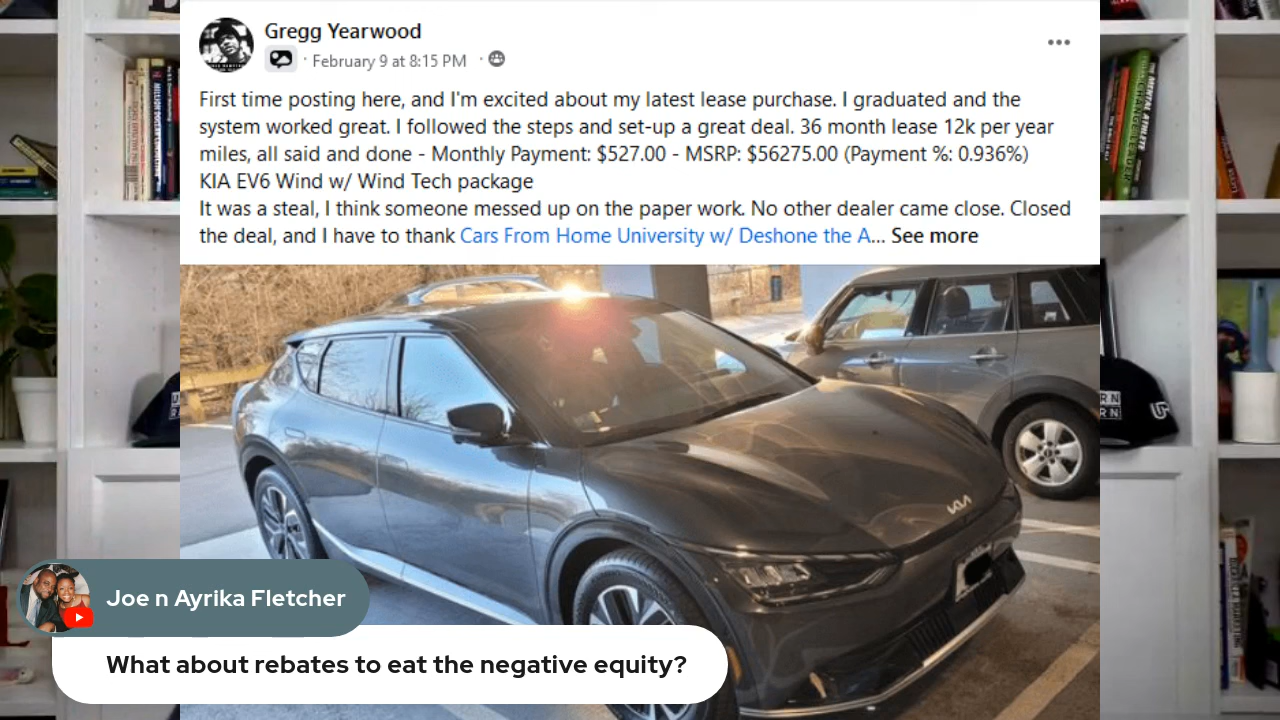 Gregg Yearwood
· February 9 at 8:15 PM ·
First time posting here, and I'm excited about my latest lease purchase. I graduated and the
system worked great. I followed the steps and set-up a great deal. 36 month lease 12k per year
miles, all said and done - Monthly Payment: $527.00 - MSRP: $56275.00 (Payment %: 0.936%)
KIA EV6 Wind w/ Wind Tech package
It was a steal, I think someone messed up on the paper work. No other dealer came close. Closed
the deal, and I have to thank Cars From Home University w/ Deshone the A... See more
KIA
Joe n Ayrika Fletcher
What about rebates to eat the negative equity?